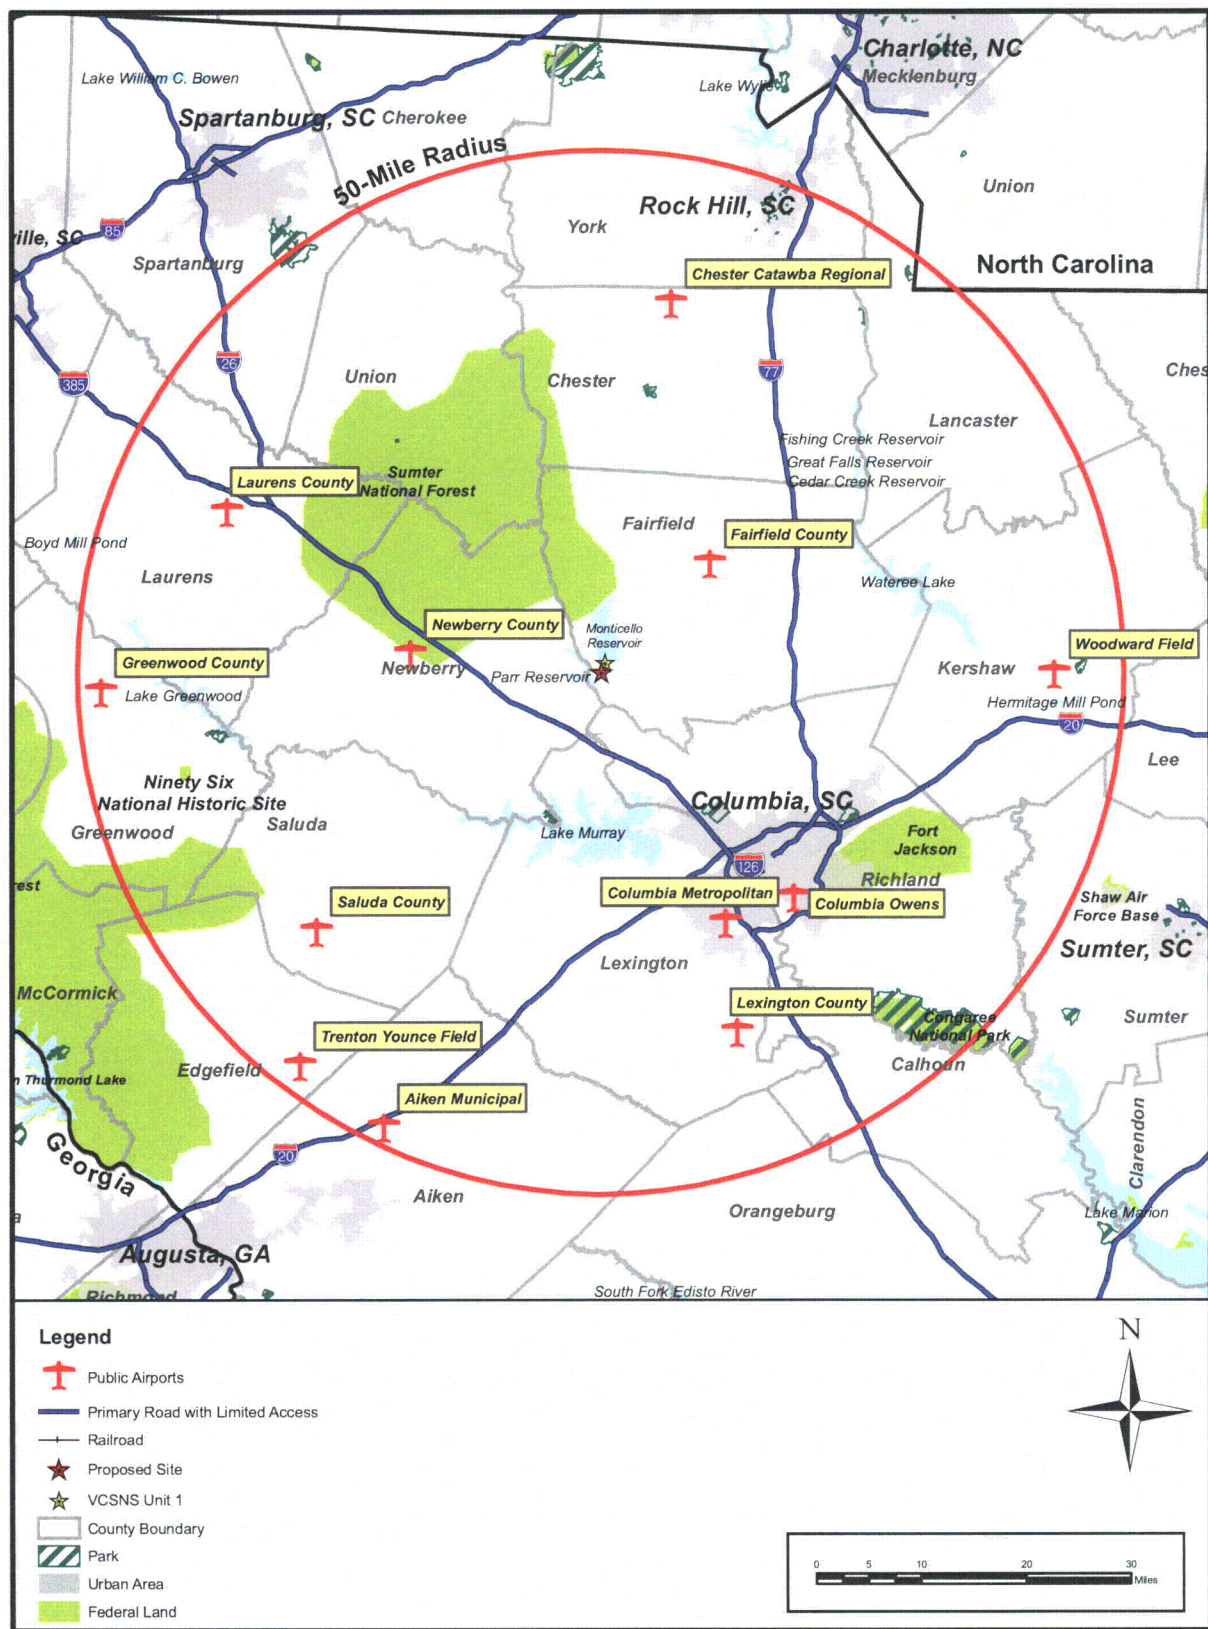 Charlotte, NC
Mecklenburg
Lake William C. Bowen
Lake Wylie
Spartanburg, SC
Cherokee
50-Mile Radius
Union
Rock Hill, SC
York
85
ville, SC
Spartanburg
North Carolina
Chester Catawba Regional
26
385
77
Union
Chester
Ches
Lancaster
Fishing Creek Reservoir
Great Falls Reservoir
Cedar Creek Reservoir
Sumter
National Forest
Laurens County
Fairfield
Fairfield County
Boyd Mill Pond
Laurens
Wateree Lake
Newberry County
Monticello
Reservoir
Woodward Field
Greenwood County
Newberry
Parr Reservoir
Kershaw
Lake Greenwood
Hermitage Mill Pond
20
Lee
Ninety Six
National Historic Site
Columbia, SC
Greenwood
Saluda
Lake Murray
Fort
Jackson
126
rest
Richland
Columbia Metropolitan
Columbia Owens
Saluda County
Shaw Air
Force Base
Sumter, SC
Lexington
McCormick
Lexington County
Congaree
National Park
Sumter
Trenton Younce Field
Edgefield
Calhoun
n Thurmond Lake
Aiken Municipal
Clarendon
Georgia
20
Aiken
Orangeburg
Lake Marion
a
Augusta, GA
Richmond
South Fork Edisto River
Legend
Public Airports
Primary Road with Limited Access
Railroad
Proposed Site
VCSNS Unit 1
County Boundary
Park
Urban Area
Federal Land
N
0 5 10 20 30
Miles